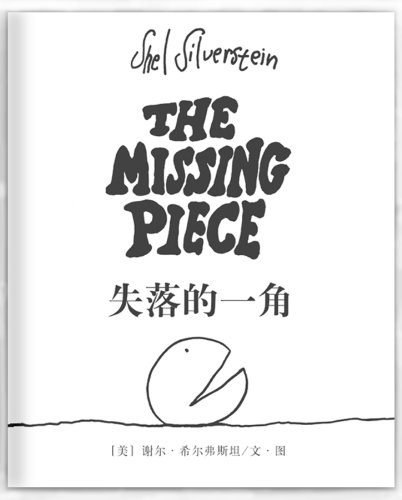 Shel Silverstein
THE
MISSING
PIECE
失落的一角
[美] 谢尔·希尔弗斯坦/文·图